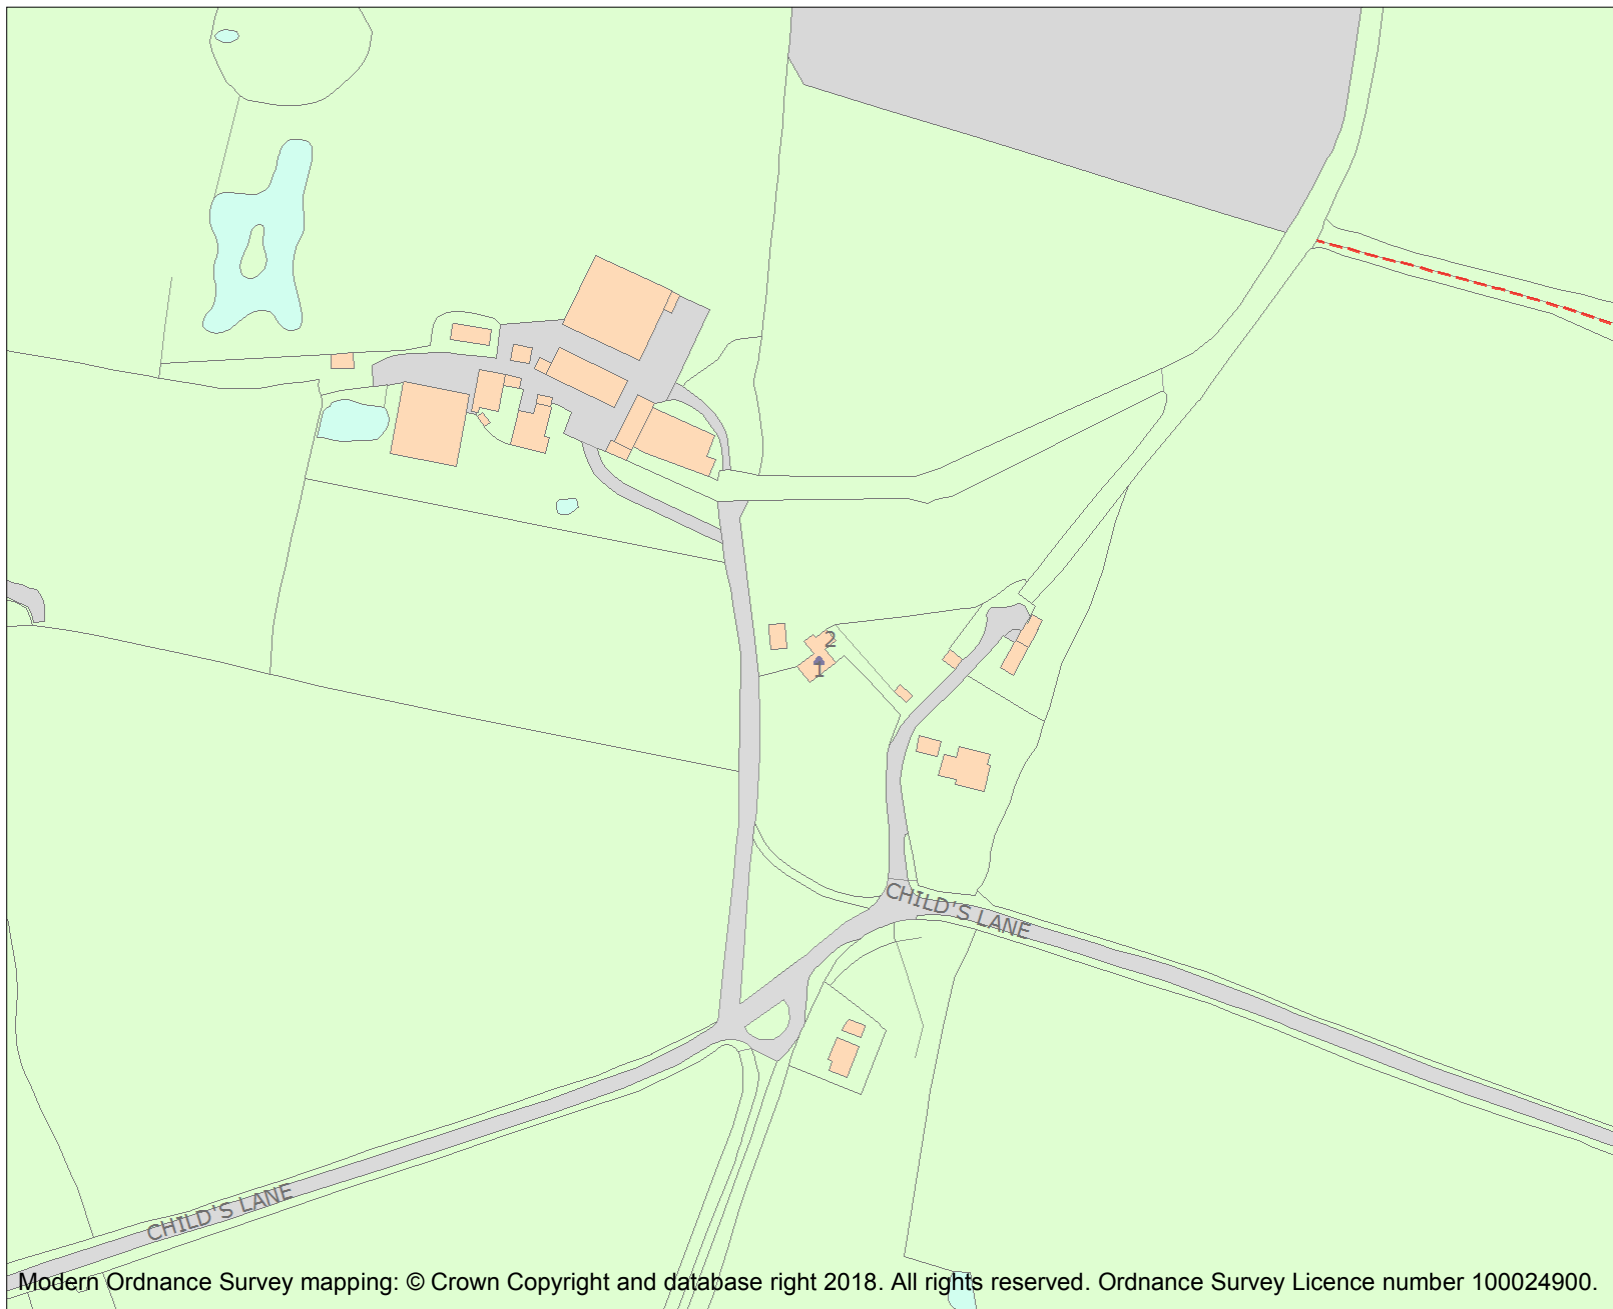 2
1
CHILD'S LANE
CHILD'S LANE
Modern Ordnance Survey mapping: © Crown Copyright and database right 2018. All rights reserved. Ordnance Survey Licence number 100024900.